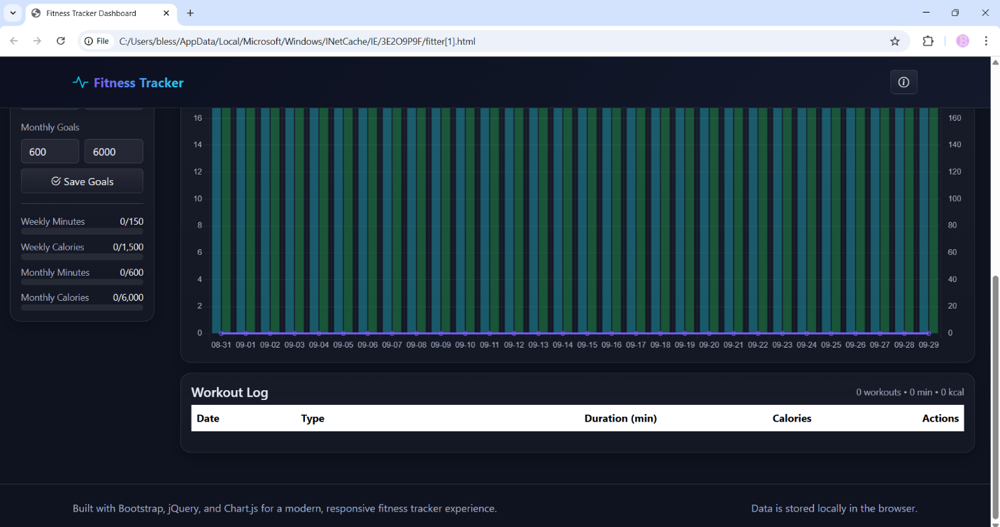 Fitness Tracker Dashboard
File C:/Users/bless/AppData/Local/Microsoft/Windows/INetCache/IE/3E2O9P9F/fitter[1].html
B
Fitness Tracker
Monthly Goals
600 6000
Save Goals
Weekly Minutes 0/150
Weekly Calories 0/1,500
Monthly Minutes 0/600
Monthly Calories 0/6,000
16 160
14 140
12 120
10 100
8 80
6 60
4 40
2 20
0 0
08-31 09-01 09-02 09-03 09-04 09-05 09-06 09-07 09-08 09-09 09-10 09-11 09-12 09-13 09-14 09-15 09-16 09-17 09-18 09-19 09-20 09-21 09-22 09-23 09-24 09-25 09-26 09-27 09-28 09-29
Workout Log 0 workouts • 0 min • 0 kcal
Date Type Duration (min) Calories Actions
Built with Bootstrap, jQuery, and Chart.js for a modern, responsive fitness tracker experience. Data is stored locally in the browser.